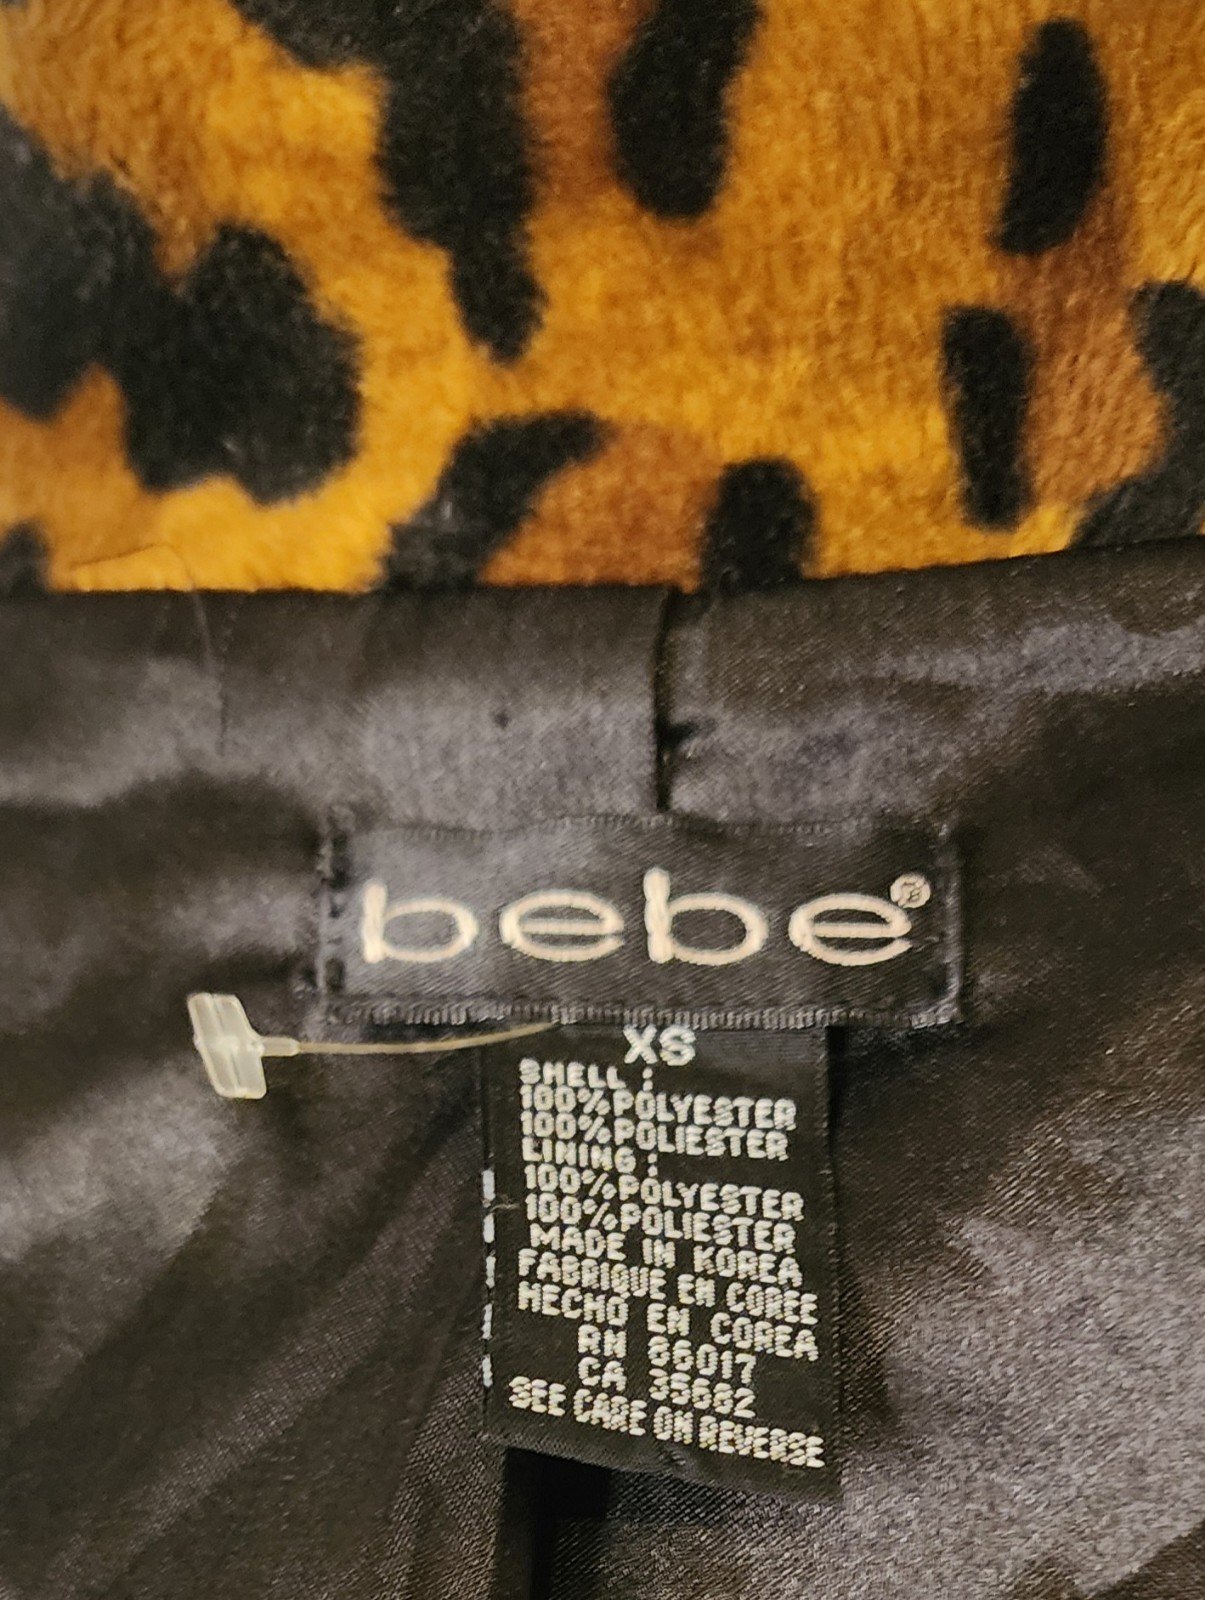 bebe®
XS
SHELL:
100%POLYESTER
100%POLIESTER
LINING:
100%POLYESTER
100%POLIESTER
MADE IN KOREA
FABRIQUE EN CORÉE
HECHO EN COREA
RN 86017
CA 35682
SEE CARE ON REVERSE